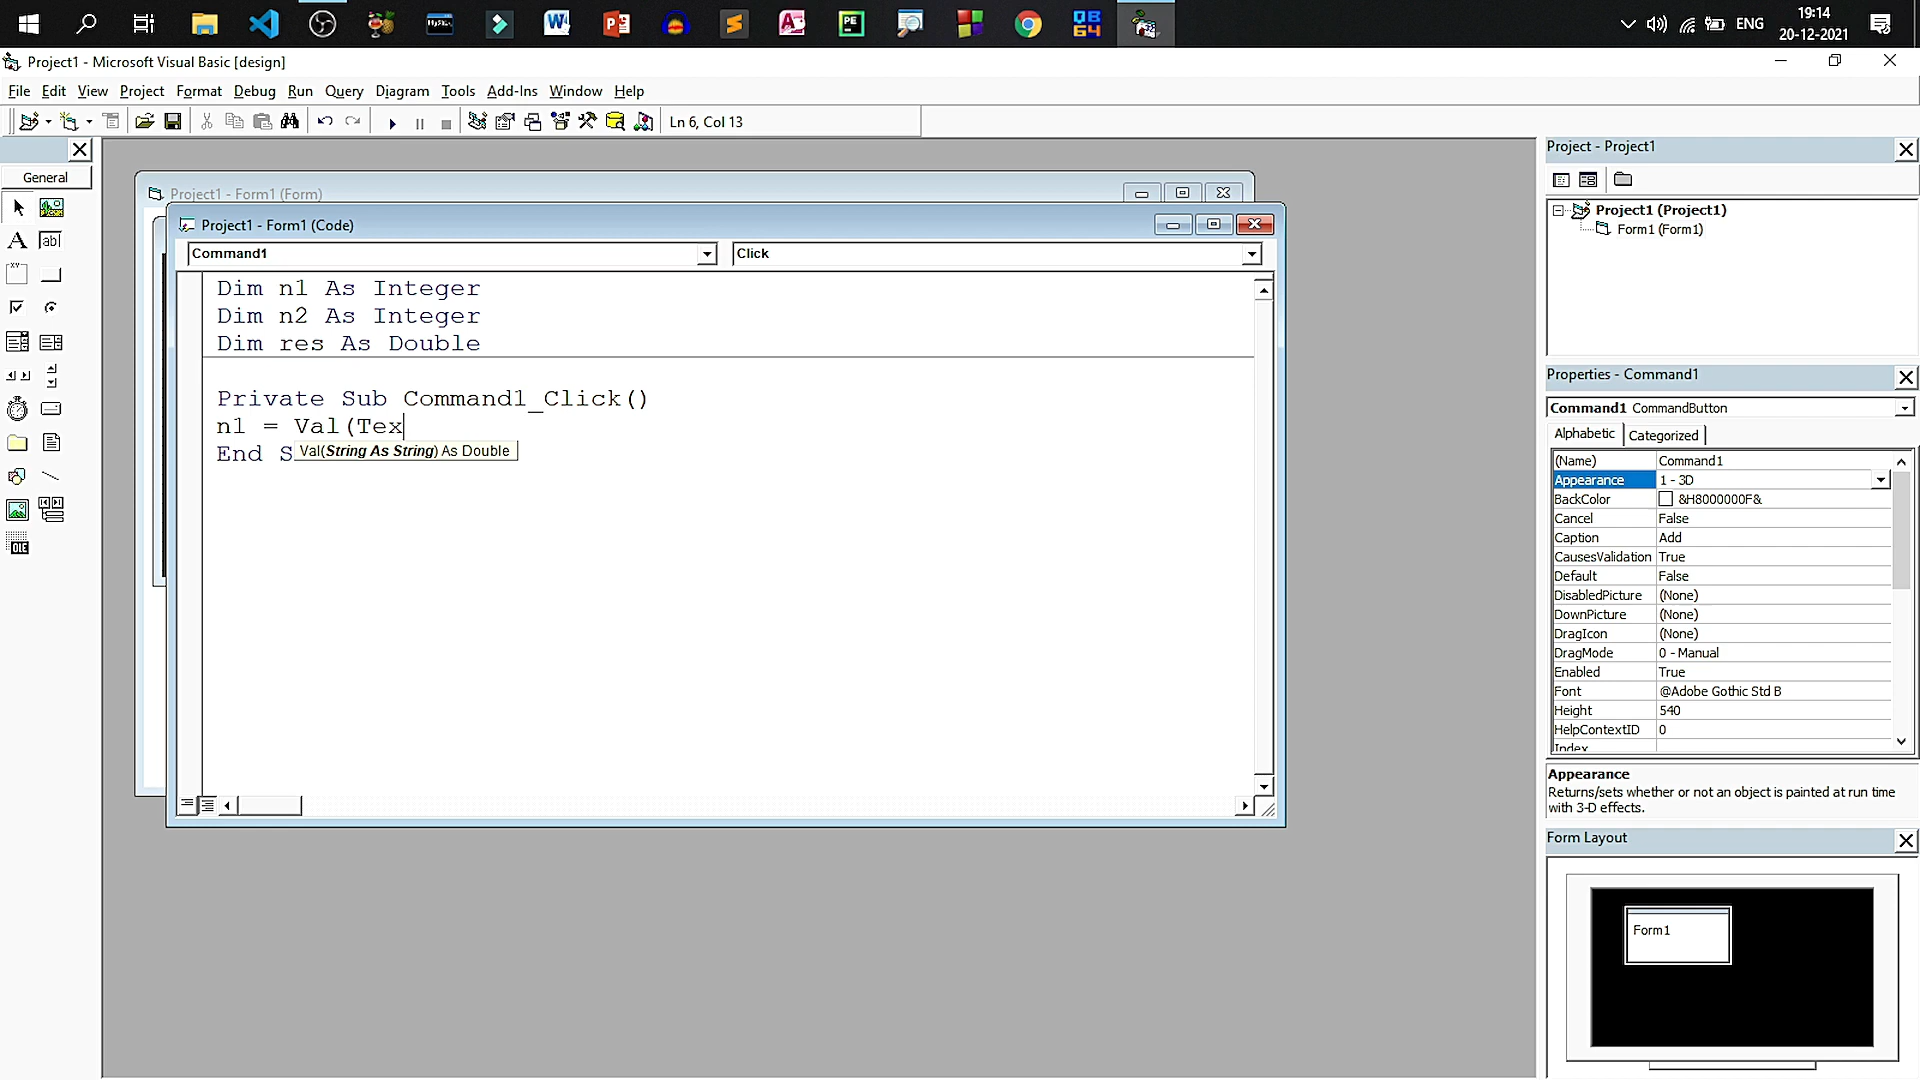 19:14
ENG
20-12-2021
Project1 - Microsoft Visual Basic [design]
File Edit View Project Format Debug Run Query Diagram Tools Add-Ins Window Help
Ln 6, Col 13
General
Project1 - Form1 (Form)
Project1 - Form1 (Code)
Command1
Click
Dim n1 As Integer
Dim n2 As Integer
Dim res As Double
Private Sub Command1_Click()
n1 = Val(Tex
End S
Val(String As String) As Double
Project - Project1
Project1 (Project1)
Form1 (Form1)
Properties - Command1
Command1 CommandButton
Alphabetic Categorized
(Name) Command1
Appearance 1 - 3D
BackColor &H8000000F&
Cancel False
Caption Add
CausesValidation True
Default False
DisabledPicture (None)
DownPicture (None)
DragIcon (None)
DragMode 0 - Manual
Enabled True
Font @Adobe Gothic Std B
Height 540
HelpContextID 0
Index
Appearance
Returns/sets whether or not an object is painted at run time
with 3-D effects.
Form Layout
Form1